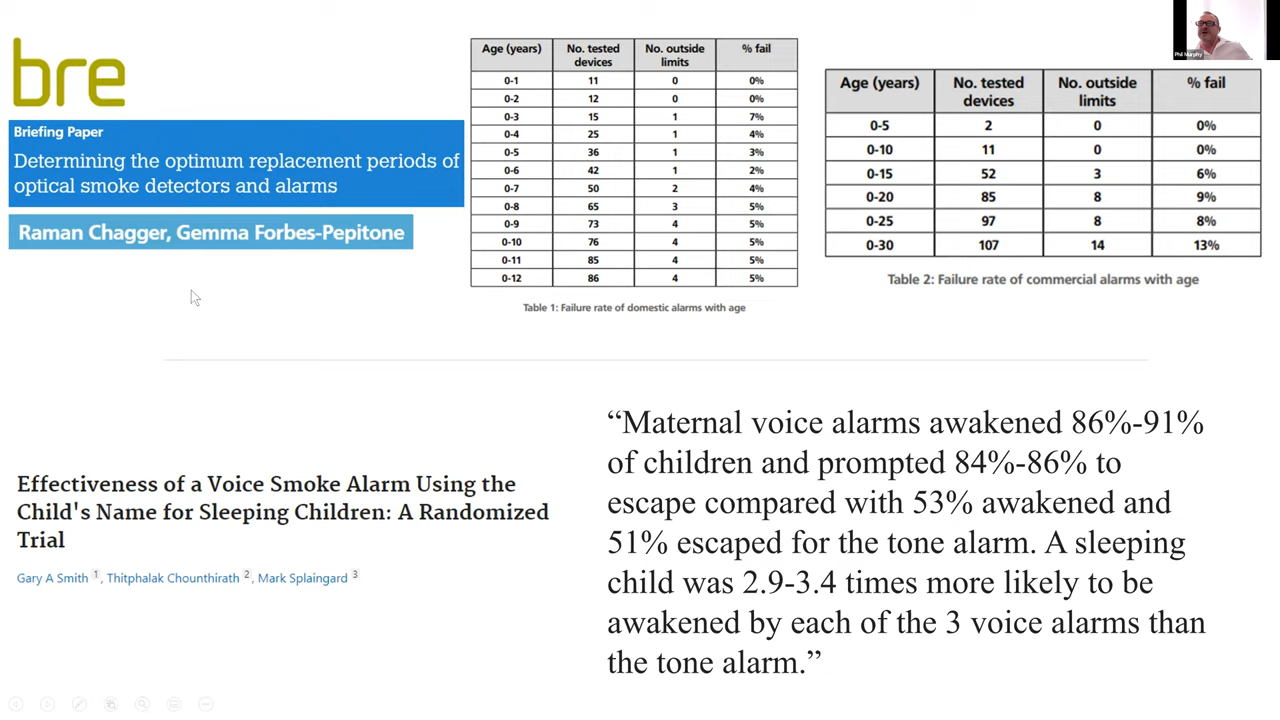 bre
Briefing Paper
Determining the optimum replacement periods of
optical smoke detectors and alarms
Raman Chagger, Gemma Forbes-Pepitone
Age (years) No. tested devices No. outside limits % fail
0-1 11 0 0%
0-2 12 0 0%
0-3 15 1 7%
0-4 25 1 4%
0-5 36 1 3%
0-6 42 1 2%
0-7 50 2 4%
0-8 65 3 5%
0-9 73 4 5%
0-10 76 4 5%
0-11 85 4 5%
0-12 86 4 5%
Table 1: Failure rate of domestic alarms with age
Age (years) No. tested devices No. outside limits % fail
0-5 2 0 0%
0-10 11 0 0%
0-15 52 3 6%
0-20 85 8 9%
0-25 97 8 8%
0-30 107 14 13%
Table 2: Failure rate of commercial alarms with age
Phil Murphy
Effectiveness of a Voice Smoke Alarm Using the
Child's Name for Sleeping Children: A Randomized
Trial
Gary A Smith 1, Thitphalak Chounthirath 2, Mark Splaingard 3
“Maternal voice alarms awakened 86%-91%
of children and prompted 84%-86% to
escape compared with 53% awakened and
51% escaped for the tone alarm. A sleeping
child was 2.9-3.4 times more likely to be
awakened by each of the 3 voice alarms than
the tone alarm.”